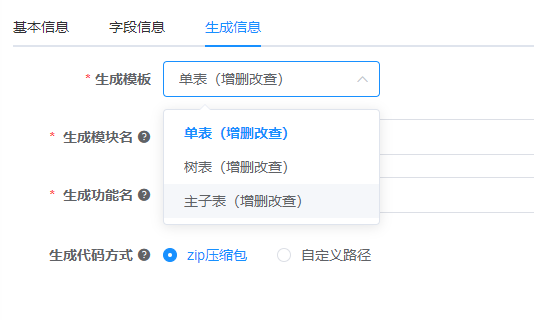 基本信息 字段信息 生成信息
* 生成模板 单表（增删改查）
单表（增删改查）
* 生成模块名 ?
树表（增删改查）
* 生成功能名 ?
主子表（增删改查）
生成代码方式 ? zip压缩包 自定义路径